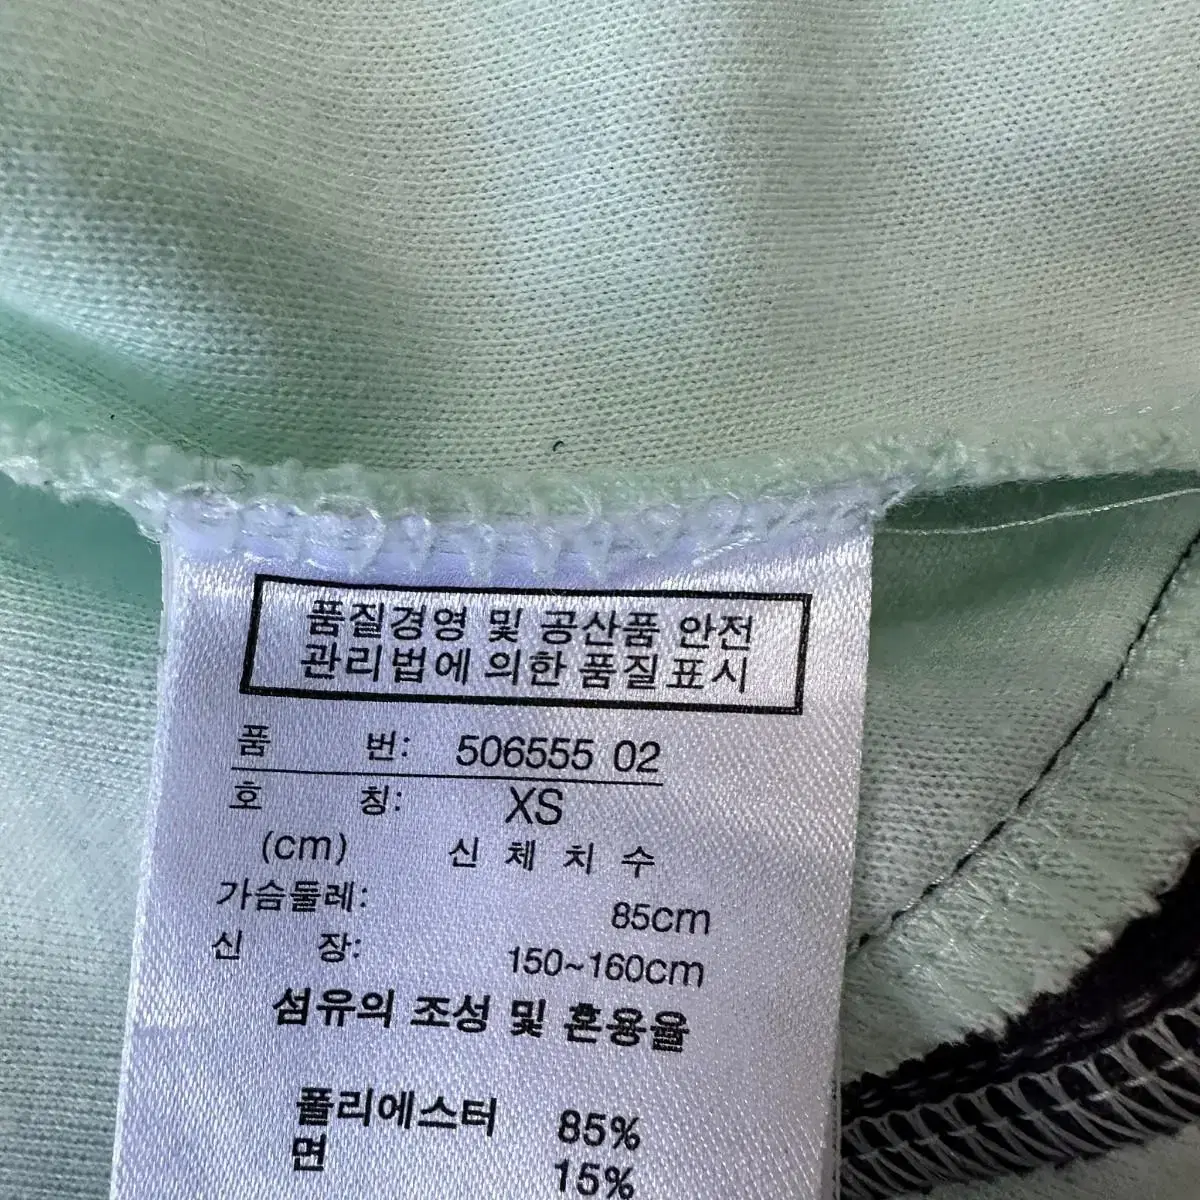 품질경영 및 공산품 안전
관리법에 의한 품질표시
품 번: 506555 02
호 칭: XS
(cm) 신 체 치 수
가슴둘레: 85cm
신 장: 150~160cm
섬유의 조성 및 혼용율
폴리에스터 85%
면 15%